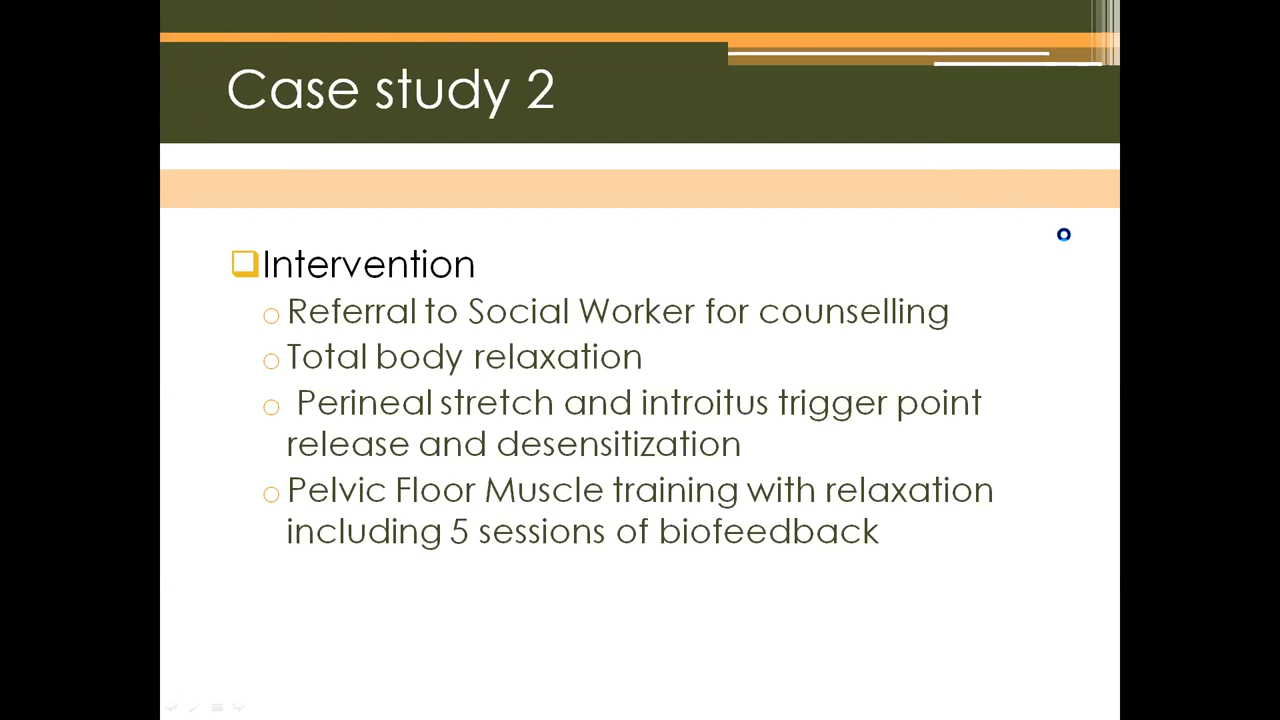 Case study 2
Intervention
Referral to Social Worker for counselling
Total body relaxation
Perineal stretch and introitus trigger point
release and desensitization
Pelvic Floor Muscle training with relaxation
including 5 sessions of biofeedback